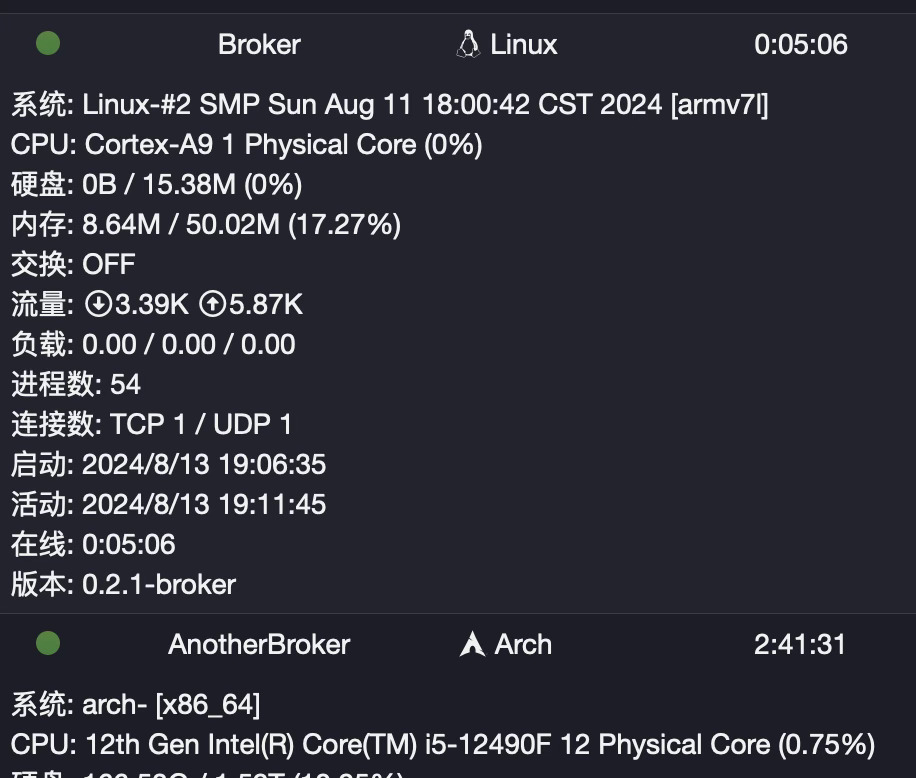 Broker Linux 0:05:06
系统: Linux-#2 SMP Sun Aug 11 18:00:42 CST 2024 [armv7l]
CPU: Cortex-A9 1 Physical Core (0%)
硬盘: 0B / 15.38M (0%)
内存: 8.64M / 50.02M (17.27%)
交换: OFF
流量: 3.39K 5.87K
负载: 0.00 / 0.00 / 0.00
进程数: 54
连接数: TCP 1 / UDP 1
启动: 2024/8/13 19:06:35
活动: 2024/8/13 19:11:45
在线: 0:05:06
版本: 0.2.1-broker
AnotherBroker Arch 2:41:31
系统: arch- [x86_64]
CPU: 12th Gen Intel(R) Core(TM) i5-12490F 12 Physical Core (0.75%)